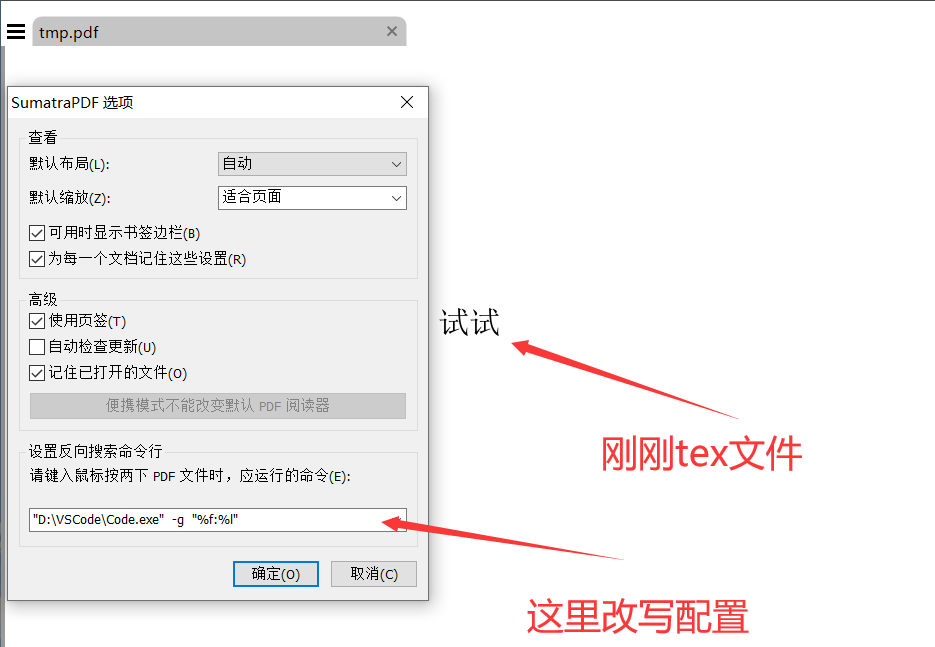 tmp.pdf
SumatraPDF 选项
查看
默认布局(L):
自动
默认缩放(Z):
适合页面
可用时显示书签边栏(B)
为每一个文档记住这些设置(R)
高级
使用页签(T)
自动检查更新(U)
记住已打开的文件(O)
便携模式不能改变默认 PDF 阅读器
设置反向搜索命令行
请键入鼠标按两下 PDF 文件时，应运行的命令(E):
"D:\VSCode\Code.exe" -g "%f:%l"
确定(O)
取消(C)
试试
刚刚tex文件
这里改写配置